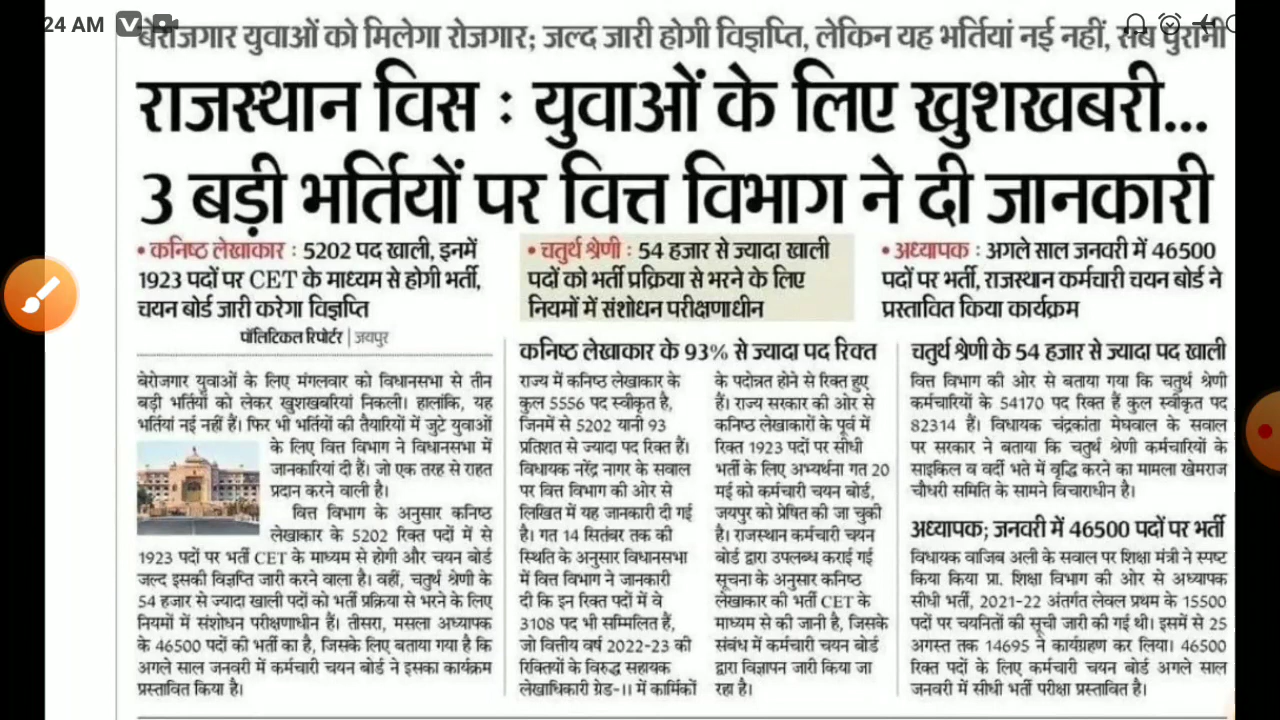 24 AM
बेरोजगार युवाओं को मिलेगा रोजगार; जल्द जारी होगी विज्ञप्ति, लेकिन यह भर्तियां नई नहीं, सब पुरानी
राजस्थान विस : युवाओं के लिए खुशखबरी...
3 बड़ी भर्तियों पर वित्त विभाग ने दी जानकारी
• कनिष्ठ लेखाकार : 5202 पद खाली, इनमें
1923 पदों पर CET के माध्यम से होगी भर्ती,
चयन बोर्ड जारी करेगा विज्ञप्ति
• चतुर्थ श्रेणी : 54 हजार से ज्यादा खाली
पदों को भर्ती प्रक्रिया से भरने के लिए
नियमों में संशोधन परीक्षणाधीन
• अध्यापक : अगले साल जनवरी में 46500
पदों पर भर्ती, राजस्थान कर्मचारी चयन बोर्ड ने
प्रस्तावित किया कार्यक्रम
पॉलिटिकल रिपोर्टर | जयपुर
बेरोजगार युवाओं के लिए मंगलवार को विधानसभा से तीन
बड़ी भर्तियों को लेकर खुशखबरियां निकली। हालांकि, यह
भर्तियां नई नहीं हैं। फिर भी भर्तियों की तैयारियों में जुटे युवाओं
के लिए वित्त विभाग ने विधानसभा में
जानकारियां दी हैं। जो एक तरह से राहत
प्रदान करने वाली है।
वित्त विभाग के अनुसार कनिष्ठ
लेखाकार के 5202 रिक्त पदों में से
1923 पदों पर भर्ती CET के माध्यम से होगी और चयन बोर्ड
जल्द इसकी विज्ञप्ति जारी करने वाला है। वहीं, चतुर्थ श्रेणी के
54 हजार से ज्यादा खाली पदों को भर्ती प्रक्रिया से भरने के लिए
नियमों में संशोधन परीक्षणाधीन हैं। तीसरा, मसला अध्यापक
के 46500 पदों की भर्ती का है, जिसके लिए बताया गया है कि
अगले साल जनवरी में कर्मचारी चयन बोर्ड ने इसका कार्यक्रम
प्रस्तावित किया है।
कनिष्ठ लेखाकार के 93% से ज्यादा पद रिक्त
राज्य में कनिष्ठ लेखाकार के
कुल 5556 पद स्वीकृत है,
जिनमें से 5202 यानी 93
प्रतिशत से ज्यादा पद रिक्त हैं।
विधायक नरेंद्र नागर के सवाल
पर वित्त विभाग की ओर से
लिखित में यह जानकारी दी गई
है। गत 14 सितंबर तक की
स्थिति के अनुसार विधानसभा
में वित्त विभाग ने जानकारी
दी कि इन रिक्त पदों में वे
3108 पद भी सम्मिलित हैं,
जो वित्तीय वर्ष 2022-23 की
रिक्तियों के विरुद्ध सहायक
लेखाधिकारी ग्रेड-II में कार्मिकों
के पदोन्नत होने से रिक्त हुए
हैं। राज्य सरकार की ओर से
कनिष्ठ लेखाकारों के पूर्व में
रिक्त 1923 पदों पर सीधी
भर्ती के लिए अभ्यर्थना गत 20
मई को कर्मचारी चयन बोर्ड,
जयपुर को प्रेषित की जा चुकी
है। राजस्थान कर्मचारी चयन
बोर्ड द्वारा उपलब्ध कराई गई
सूचना के अनुसार कनिष्ठ
लेखाकार की भर्ती CET के
माध्यम से की जानी है, जिसके
संबंध में कर्मचारी चयन बोर्ड
द्वारा विज्ञापन जारी किया जा
रहा है।
चतुर्थ श्रेणी के 54 हजार से ज्यादा पद खाली
वित्त विभाग की ओर से बताया गया कि चतुर्थ श्रेणी
कर्मचारियों के 54170 पद रिक्त हैं कुल स्वीकृत पद
82314 हैं। विधायक चंद्रकांता मेघवाल के सवाल
पर सरकार ने बताया कि चतुर्थ श्रेणी कर्मचारियों के
साइकिल व वर्दी भते में वृद्धि करने का मामला खेमराज
चौधरी समिति के सामने विचाराधीन है।
अध्यापक; जनवरी में 46500 पदों पर भर्ती
विधायक वाजिब अली के सवाल पर शिक्षा मंत्री ने स्पष्ट
किया किया प्रा. शिक्षा विभाग की ओर से अध्यापक
सीधी भर्ती, 2021-22 अंतर्गत लेवल प्रथम के 15500
पदों पर चयनितों की सूची जारी की गई थी। इसमें से 25
अगस्त तक 14695 ने कार्यग्रहण कर लिया। 46500
रिक्त पदों के लिए कर्मचारी चयन बोर्ड अगले साल
जनवरी में सीधी भर्ती परीक्षा प्रस्तावित है।